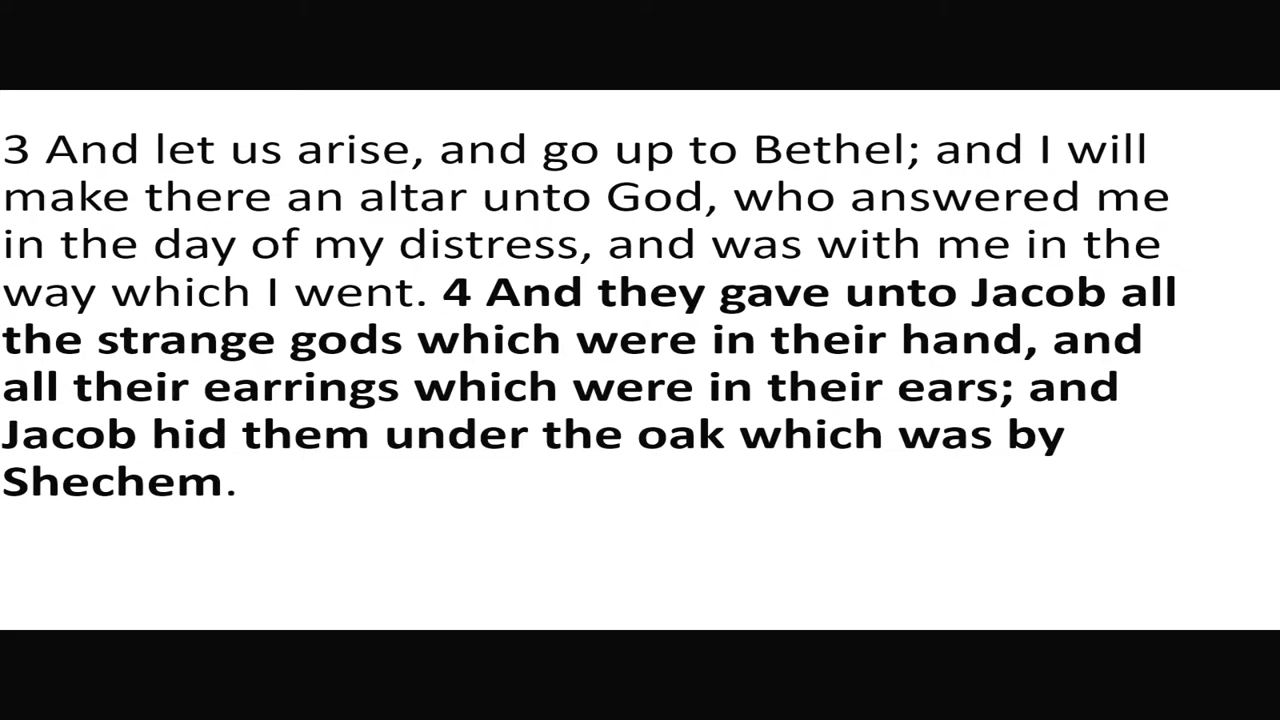 3 And let us arise, and go up to Bethel; and I will
make there an altar unto God, who answered me
in the day of my distress, and was with me in the
way which I went. 4 And they gave unto Jacob all
the strange gods which were in their hand, and
all their earrings which were in their ears; and
Jacob hid them under the oak which was by
Shechem.